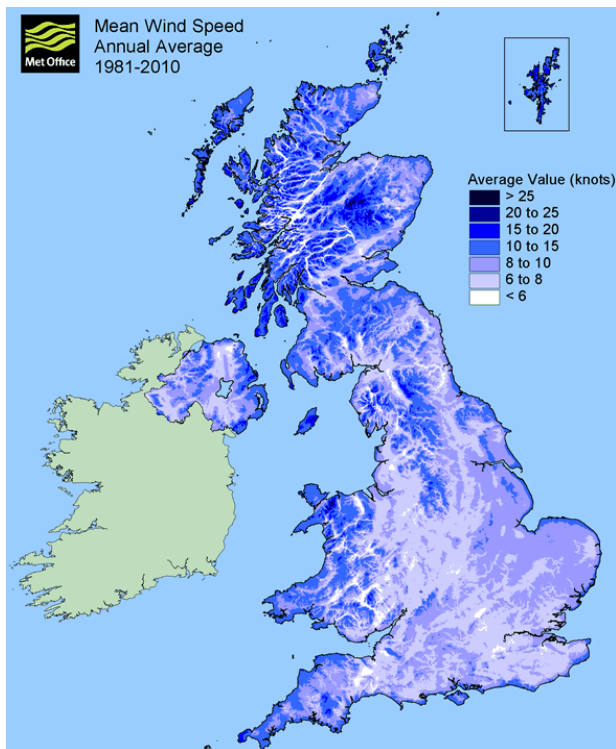 Met Office
Mean Wind Speed
Annual Average
1981-2010
Average Value (knots)
> 25
20 to 25
15 to 20
10 to 15
8 to 10
6 to 8
< 6